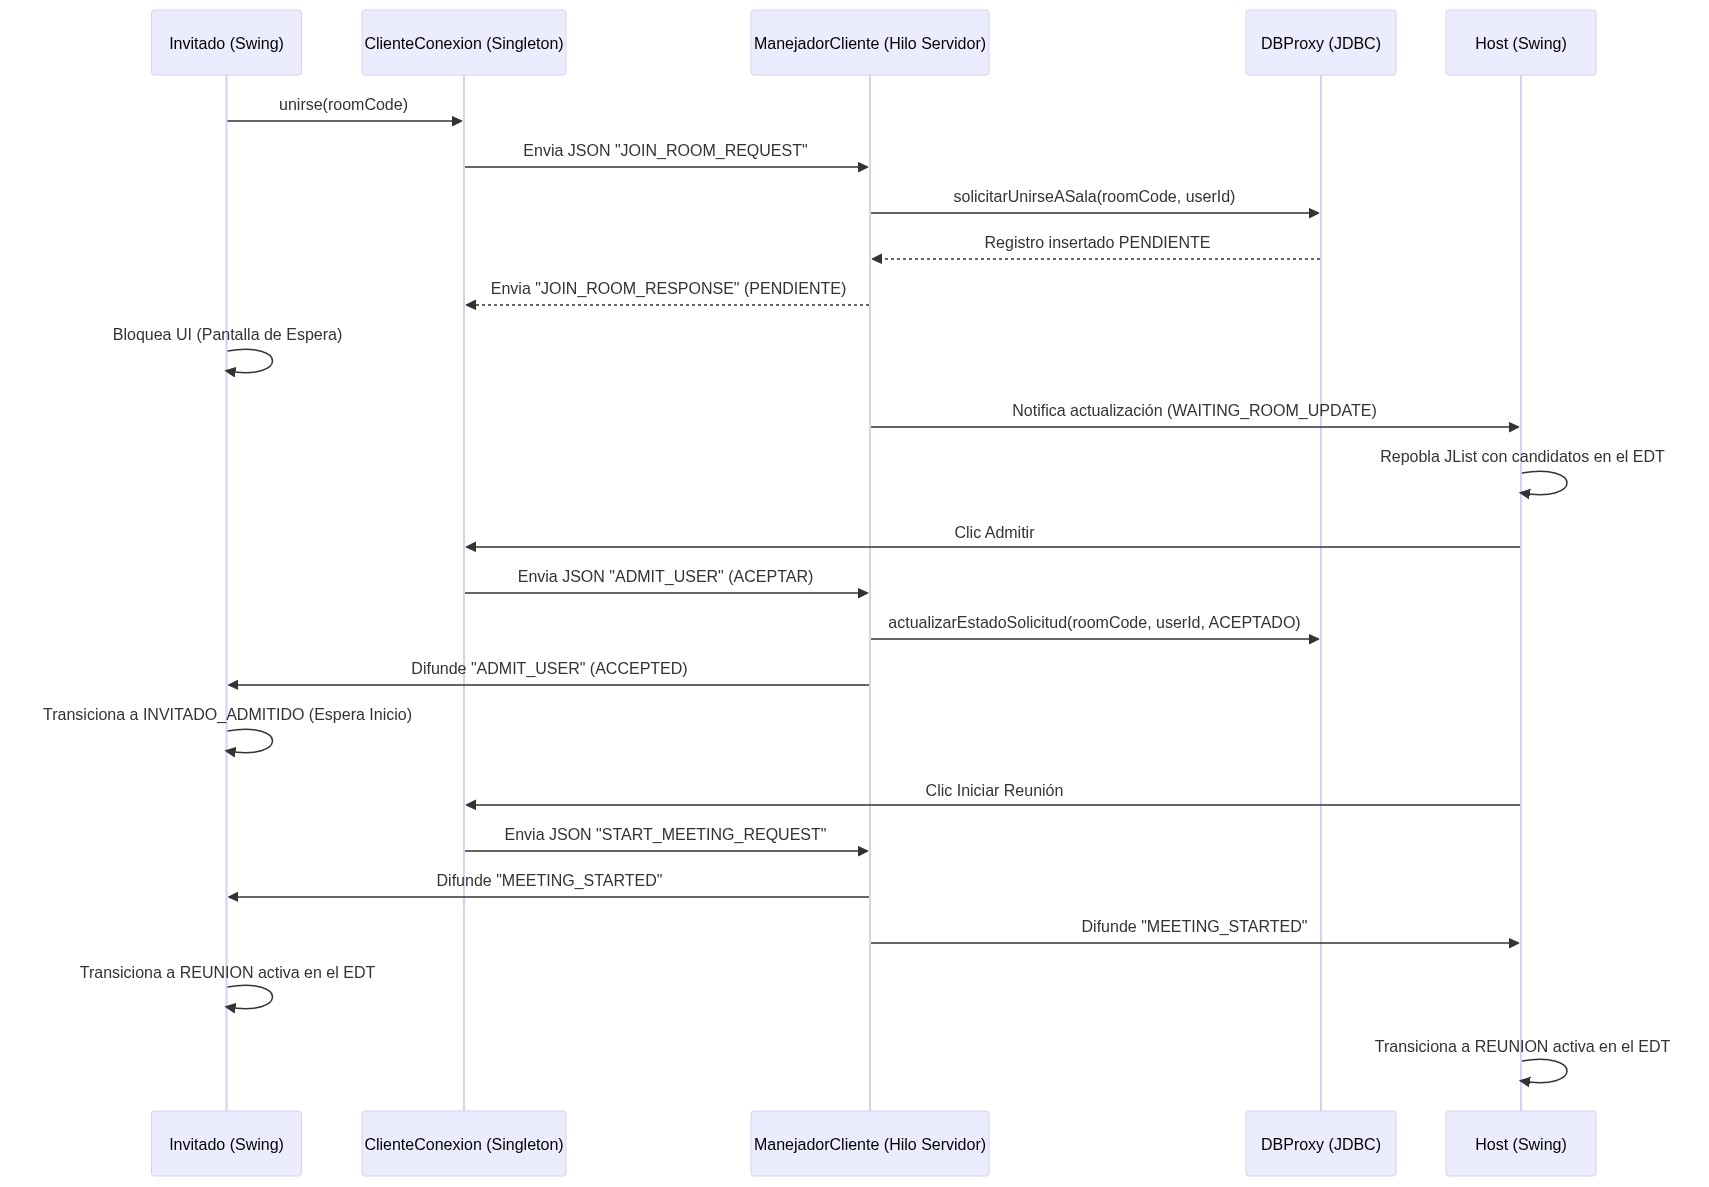 Invitado (Swing)
ClienteConexion (Singleton)
ManejadorCliente (Hilo Servidor)
DBProxy (JDBC)
Host (Swing)
unirse(roomCode)
Envia JSON "JOIN_ROOM_REQUEST"
solicitarUnirseASala(roomCode, userId)
Registro insertado PENDIENTE
Envia "JOIN_ROOM_RESPONSE" (PENDIENTE)
Bloquea UI (Pantalla de Espera)
Notifica actualización (WAITING_ROOM_UPDATE)
Repobla JList con candidatos en el EDT
Clic Admitir
Envia JSON "ADMIT_USER" (ACEPTAR)
actualizarEstadoSolicitud(roomCode, userId, ACEPTADO)
Difunde "ADMIT_USER" (ACCEPTED)
Transiciona a INVITADO_ADMITIDO (Espera Inicio)
Clic Iniciar Reunión
Envia JSON "START_MEETING_REQUEST"
Difunde "MEETING_STARTED"
Difunde "MEETING_STARTED"
Transiciona a REUNION activa en el EDT
Transiciona a REUNION activa en el EDT
Invitado (Swing)
ClienteConexion (Singleton)
ManejadorCliente (Hilo Servidor)
DBProxy (JDBC)
Host (Swing)